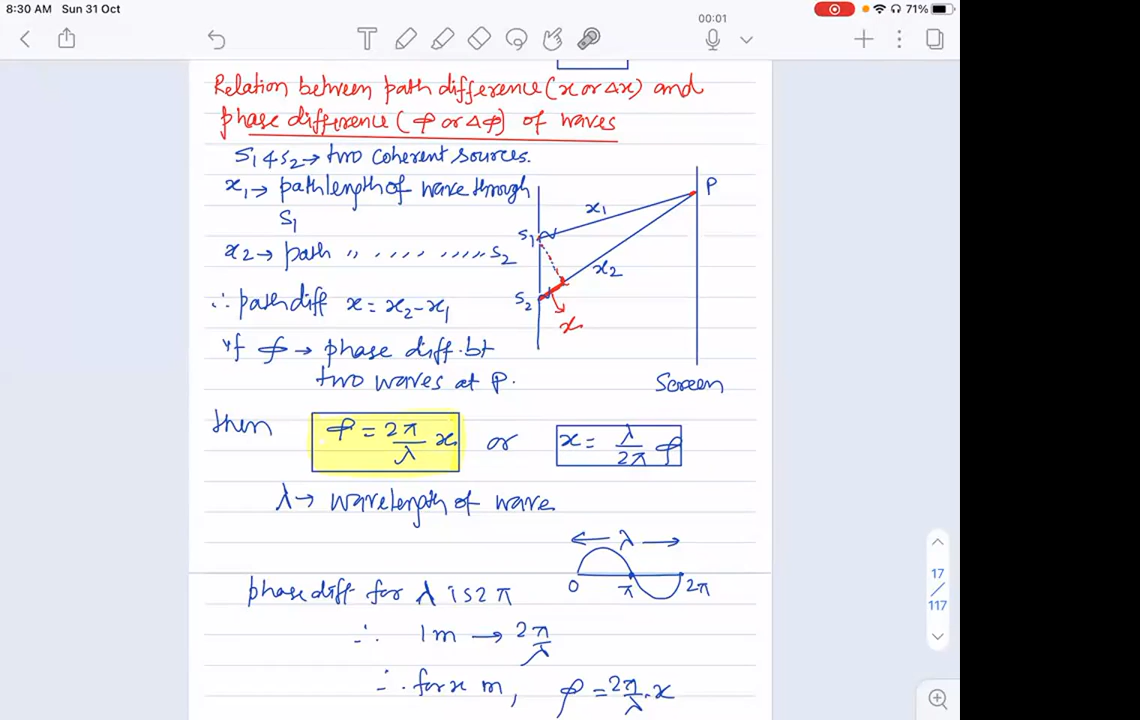 8:30 AM Sun 31 Oct
71%
00:01
T
Relation between path difference (x or Δx) and
phase difference (φ or Δφ) of waves
S₁ & S₂ → two coherent sources.
x₁ → path length of wave through
S₁
x₂ → path ,, ,, ,, ,, S₂
∴ path diff x = x₂ - x₁
If φ → phase diff. bt
two waves at P.
S₁
S₂
x₁
x₂
x
P
Screen
then φ = 2π/λ x or x = λ/2π φ
λ → wavelength of wave
λ
0 π 2π
phase diff for λ is 2π
∴ 1m → 2π/λ
∴ for x m, φ = 2π/λ . x
17
/
117